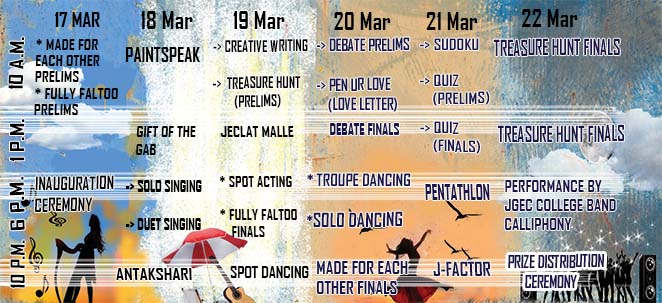 17 MAR
18 Mar
19 Mar
20 Mar
21 Mar
22 Mar
10 A.M.
* MADE FOR
EACH OTHER
PRELIMS
* FULLY FALTOO
PRELIMS
PAINTSPEAK
-> CREATIVE WRITING
-> TREASURE HUNT
(PRELIMS)
-> DEBATE PRELIMS
-> PEN UR LOVE
(LOVE LETTER)
-> SUDOKU
-> QUIZ
(PRELIMS)
TREASURE HUNT FINALS
1 P.M.
GIFT OF THE
GAB
JECLAT MALLE
DEBATE FINALS
-> QUIZ
(FINALS)
TREASURE HUNT FINALS
6 P.M.
INAUGURATION
CEREMONY
-> SOLO SINGING
-> DUET SINGING
* SPOT ACTING
* FULLY FALTOO
FINALS
* TROUPE DANCING
*SOLO DANCING
PENTATHLON
PERFORMANCE BY
JGEC COLLEGE BAND
CALLIPHONY.
10 P.M.
ANTAKSHARI
SPOT DANCING
MADE FOR EACH
OTHER FINALS
J-FACTOR
PRIZE DISTRIBUTION
CEREMONY